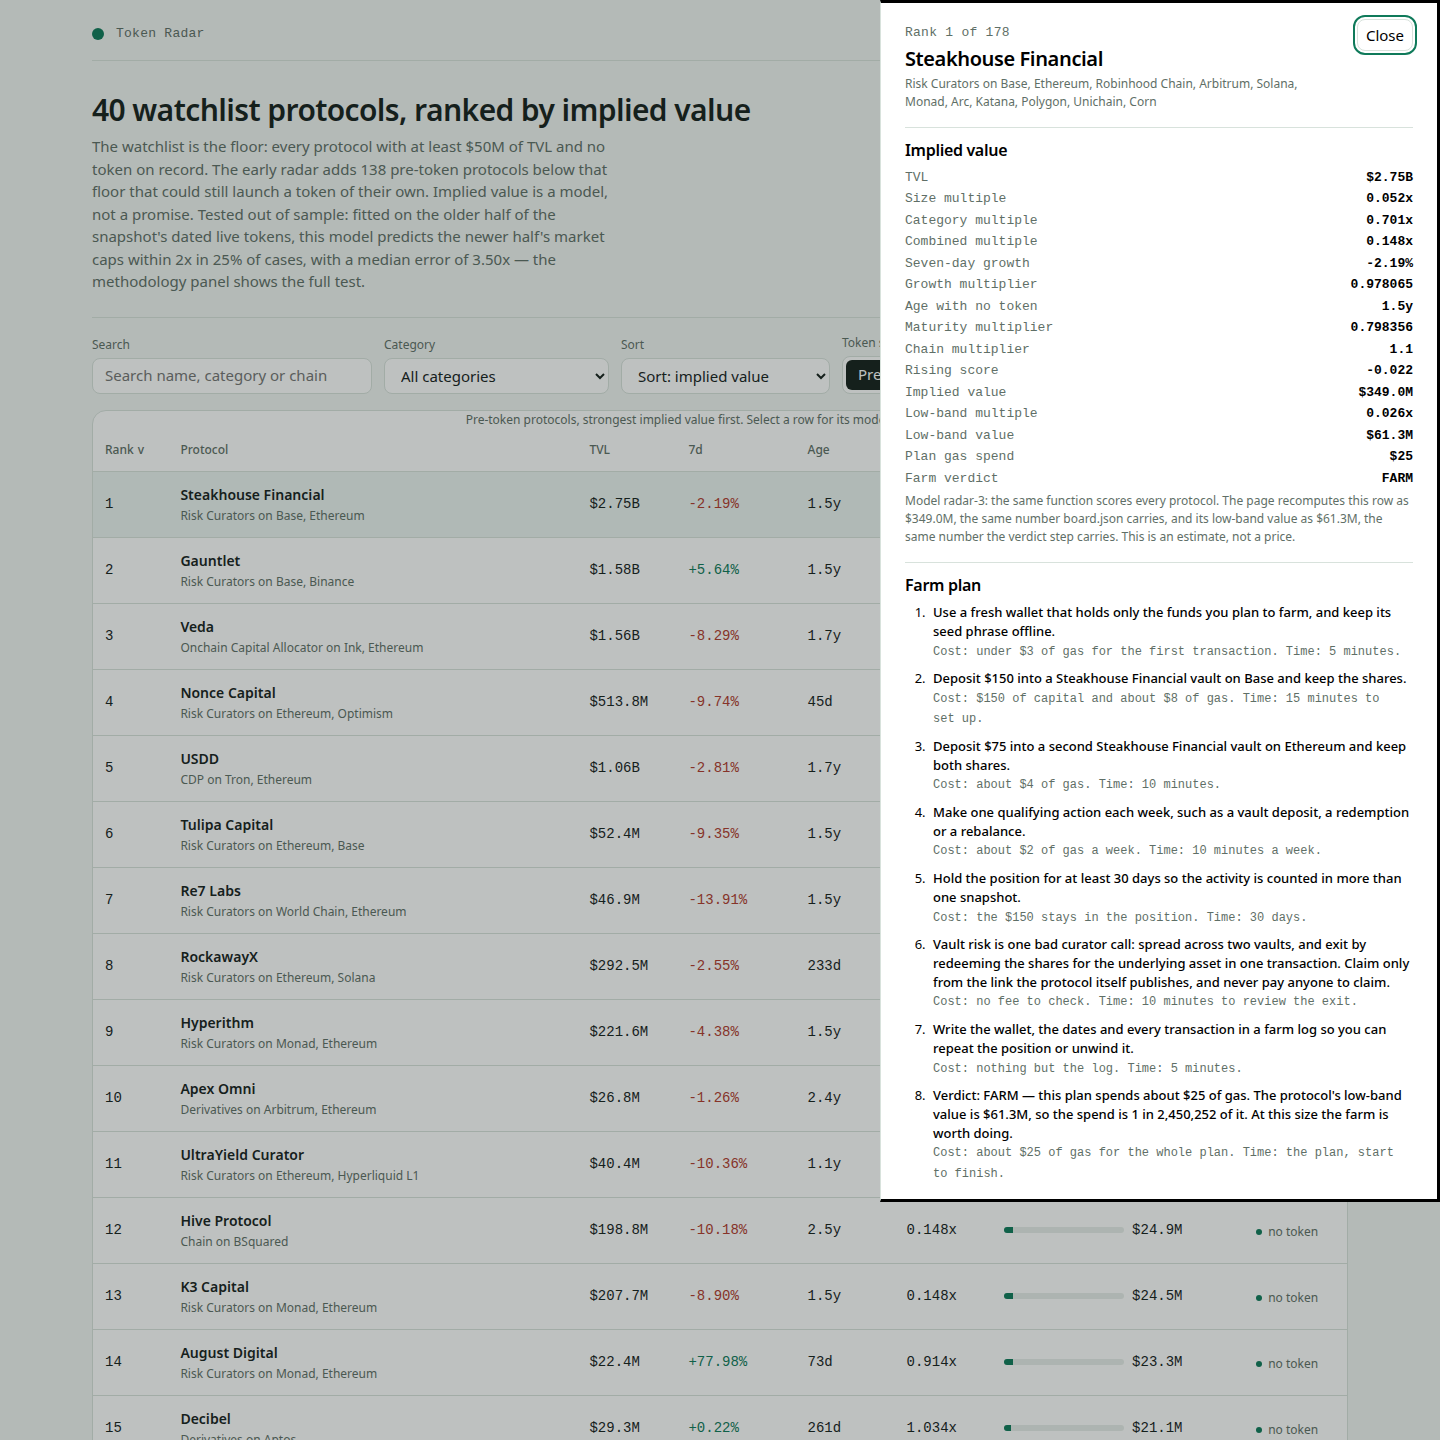 Token Radar
40 watchlist protocols, ranked by implied value
The watchlist is the floor: every protocol with at least $50M of TVL and no
token on record. The early radar adds 138 pre-token protocols below that
floor that could still launch a token of their own. Implied value is a model,
not a promise. Tested out of sample: fitted on the older half of the
snapshot's dated live tokens, this model predicts the newer half's market
caps within 2x in 25% of cases, with a median error of 3.50x — the
methodology panel shows the full test.
Search
Category
Sort
Token
Search name, category or chain
All categories
Sort: implied value
Pre
Pre-token protocols, strongest implied value first. Select a row for its mod
Rank v Protocol TVL 7d Age
1 Steakhouse Financial $2.75B -2.19% 1.5y
Risk Curators on Base, Ethereum
2 Gauntlet $1.58B +5.64% 1.5y
Risk Curators on Base, Binance
3 Veda $1.56B -8.29% 1.7y
Onchain Capital Allocator on Ink, Ethereum
4 Nonce Capital $513.8M -9.74% 45d
Risk Curators on Ethereum, Optimism
5 USDD $1.06B -2.81% 1.7y
CDP on Tron, Ethereum
6 Tulipa Capital $52.4M -9.35% 1.5y
Risk Curators on Ethereum, Base
7 Re7 Labs $46.9M -13.91% 1.5y
Risk Curators on World Chain, Ethereum
8 RockawayX $292.5M -2.55% 233d
Risk Curators on Ethereum, Solana
9 Hyperithm $221.6M -4.38% 1.5y
Risk Curators on Monad, Ethereum
10 Apex Omni $26.8M -1.26% 2.4y
Derivatives on Arbitrum, Ethereum
11 UltraYield Curator $40.4M -10.36% 1.1y
Risk Curators on Ethereum, Hyperliquid L1
12 Hive Protocol $198.8M -10.18% 2.5y 0.148x $24.9M no token
Chain on BSquared
13 K3 Capital $207.7M -8.90% 1.5y 0.148x $24.5M no token
Risk Curators on Monad, Ethereum
14 August Digital $22.4M +77.98% 73d 0.914x $23.3M no token
Risk Curators on Monad, Ethereum
15 Decibel $29.3M +0.22% 261d 1.034x $21.1M no token
Derivatives on Aptos
Rank 1 of 178
Close
Steakhouse Financial
Risk Curators on Base, Ethereum, Robinhood Chain, Arbitrum, Solana,
Monad, Arc, Katana, Polygon, Unichain, Corn
Implied value
TVL $2.75B
Size multiple 0.052x
Category multiple 0.701x
Combined multiple 0.148x
Seven-day growth -2.19%
Growth multiplier 0.978065
Age with no token 1.5y
Maturity multiplier 0.798356
Chain multiplier 1.1
Rising score -0.022
Implied value $349.0M
Low-band multiple 0.026x
Low-band value $61.3M
Plan gas spend $25
Farm verdict FARM
Model radar-3: the same function scores every protocol. The page recomputes this row as
$349.0M, the same number board.json carries, and its low-band value as $61.3M, the
same number the verdict step carries. This is an estimate, not a price.
Farm plan
1. Use a fresh wallet that holds only the funds you plan to farm, and keep its
seed phrase offline.
Cost: under $3 of gas for the first transaction. Time: 5 minutes.
2. Deposit $150 into a Steakhouse Financial vault on Base and keep the shares.
Cost: $150 of capital and about $8 of gas. Time: 15 minutes to
set up.
3. Deposit $75 into a second Steakhouse Financial vault on Ethereum and keep
both shares.
Cost: about $4 of gas. Time: 10 minutes.
4. Make one qualifying action each week, such as a vault deposit, a redemption
or a rebalance.
Cost: about $2 of gas a week. Time: 10 minutes a week.
5. Hold the position for at least 30 days so the activity is counted in more than
one snapshot.
Cost: the $150 stays in the position. Time: 30 days.
6. Vault risk is one bad curator call: spread across two vaults, and exit by
redeeming the shares for the underlying asset in one transaction. Claim only
from the link the protocol itself publishes, and never pay anyone to claim.
Cost: no fee to check. Time: 10 minutes to review the exit.
7. Write the wallet, the dates and every transaction in a farm log so you can
repeat the position or unwind it.
Cost: nothing but the log. Time: 5 minutes.
8. Verdict: FARM — this plan spends about $25 of gas. The protocol's low-band
value is $61.3M, so the spend is 1 in 2,450,252 of it. At this size the farm is
worth doing.
Cost: about $25 of gas for the whole plan. Time: the plan, start
to finish.